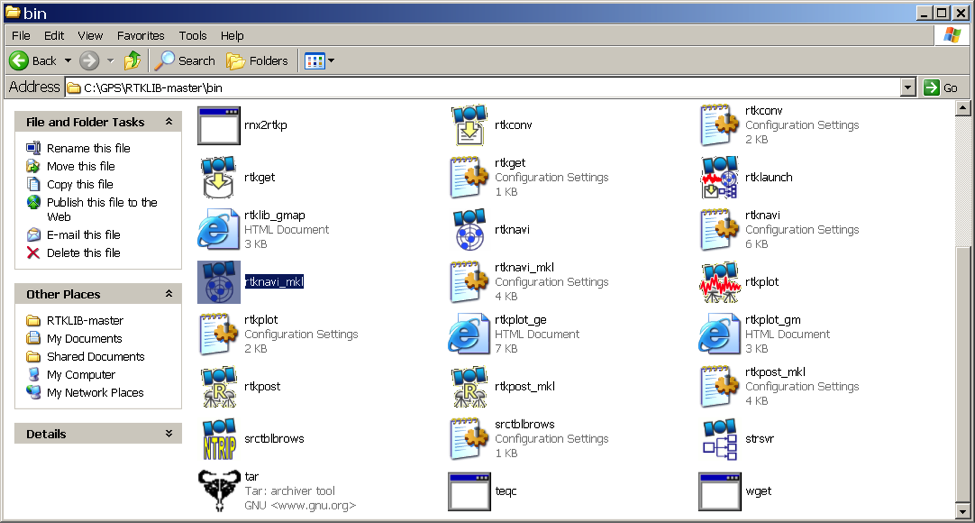 bin
File Edit View Favorites Tools Help
Back Search Folders
Address C:\GPS\RTKLIB-master\bin Go
File and Folder Tasks
Rename this file
Move this file
Copy this file
Publish this file to the
Web
E-mail this file
Delete this file
Other Places
RTKLIB-master
My Documents
Shared Documents
My Computer
My Network Places
Details
rnx2rtkp
rtkconv
rtkconv
Configuration Settings
2 KB
rtkget
rtkget
Configuration Settings
1 KB
rtklaunch
rtklib_gmap
HTML Document
3 KB
rtknavi
rtknavi
Configuration Settings
6 KB
rtknavi_mkl
rtknavi_mkl
Configuration Settings
4 KB
rtkplot
rtkplot
Configuration Settings
2 KB
rtkplot_ge
HTML Document
7 KB
rtkplot_gm
HTML Document
3 KB
R
rtkpost
R
rtkpost_mkl
rtkpost_mkl
Configuration Settings
4 KB
NTRIP
srctblbrows
srctblbrows
Configuration Settings
1 KB
strsvr
tar
Tar: archiver tool
GNU <www.gnu.org>
teqc
wget